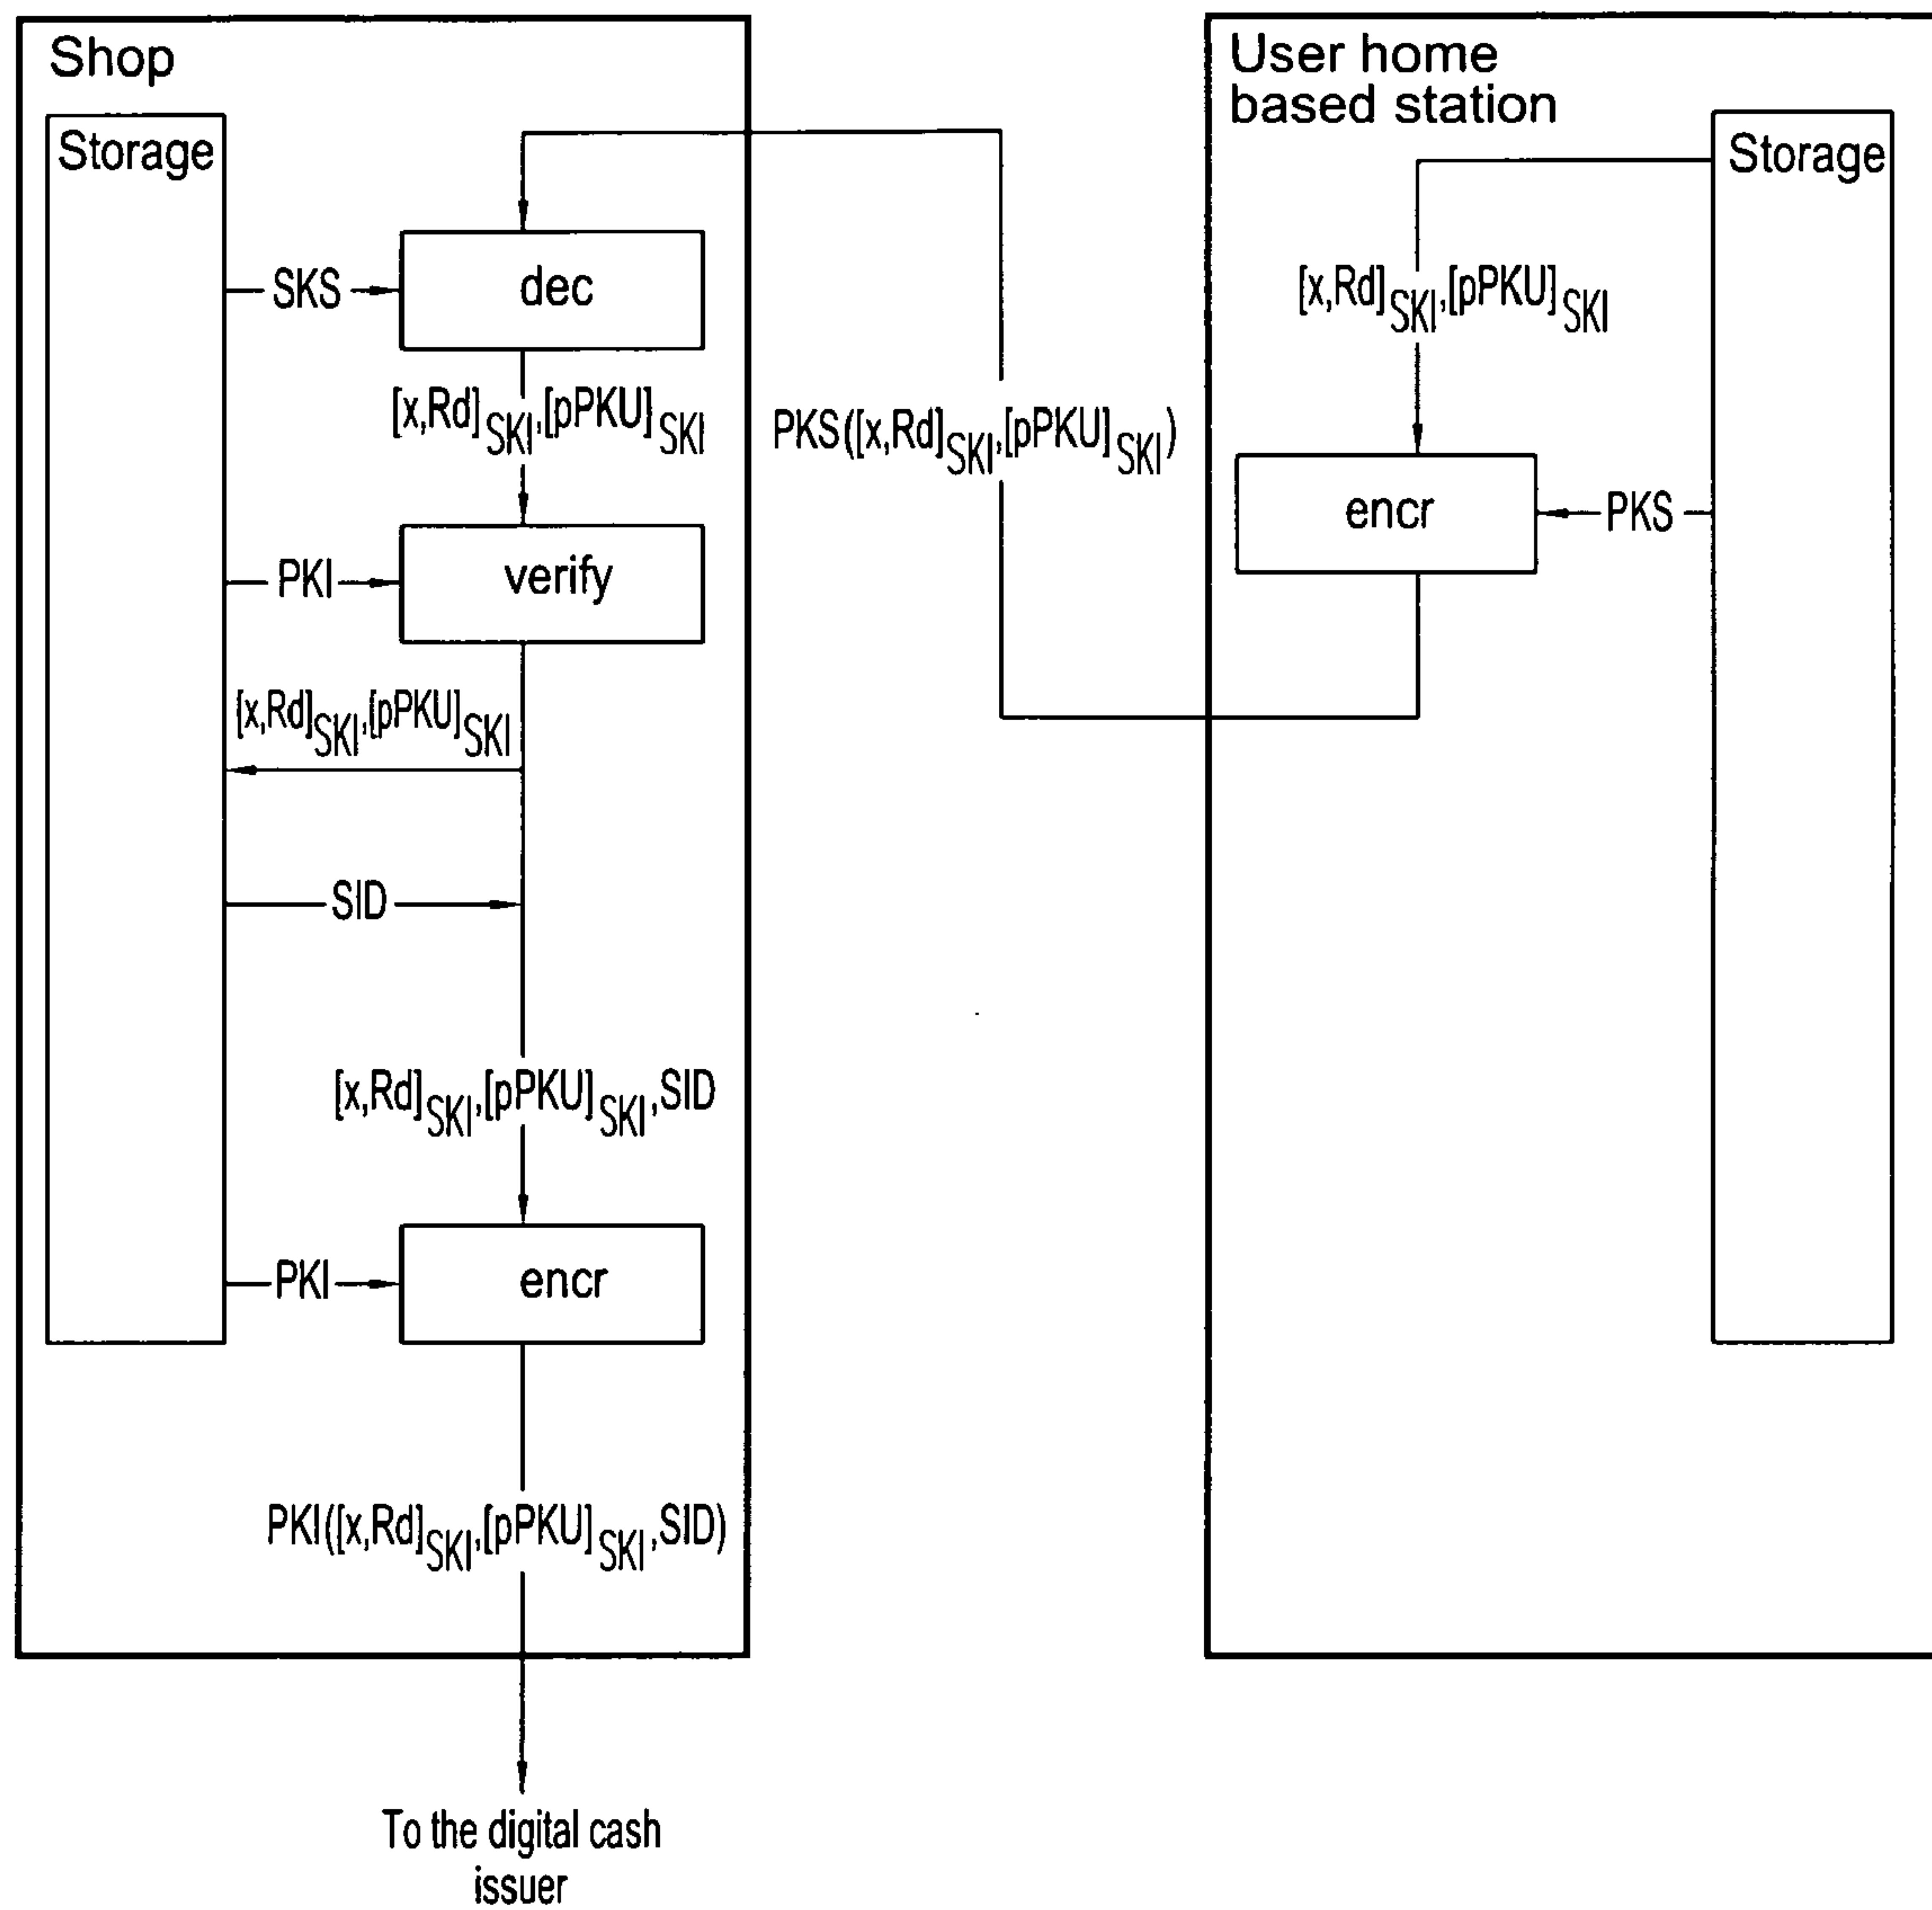 Shop
Storage
SKS
dec
[x,Rd]SKI,[pPKU]SKI
PKI
verify
[x,Rd]SKI,[pPKU]SKI
SID
[x,Rd]SKI,[pPKU]SKI,SID
PKI
encr
PKI([x,Rd]SKI,[pPKU]SKI,SID)
To the digital cash
issuer
PKS([x,Rd]SKI,[pPKU]SKI)
User home
based station
Storage
[x,Rd]SKI,[pPKU]SKI
encr
PKS